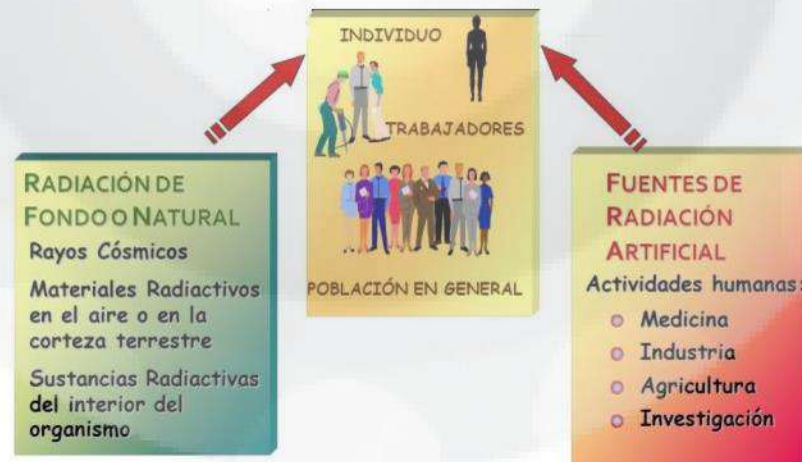 INDIVIDUO
TRABAJADORES
POBLACIÓN EN GENERAL
RADIACIÓN DE
FONDO O NATURAL
Rayos Cósmicos
Materiales Radiactivos
en el aire o en la
corteza terrestre
Sustancias Radiactivas
del interior del
organismo
FUENTES DE
RADIACIÓN
ARTIFICIAL
Actividades humanas:
Medicina
Industria
Agricultura
Investigación